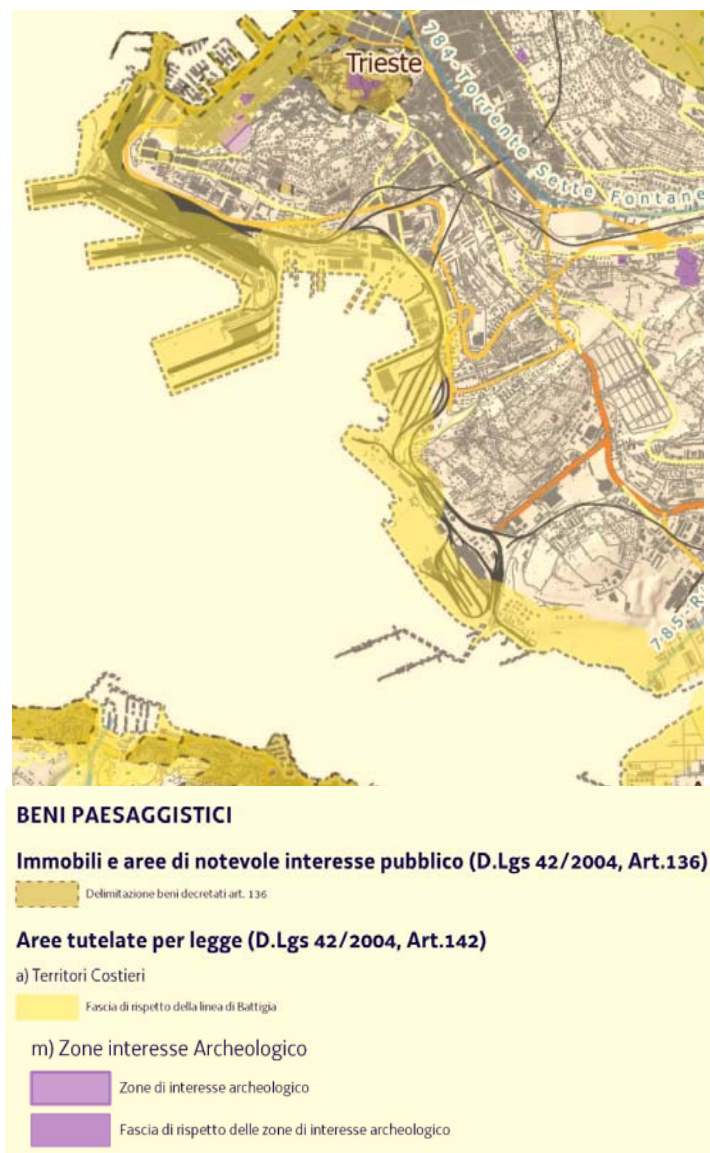 Trieste
784-Torrente Sette Fontane
785-R
BENI PAESAGGISTICI
Immobili e aree di notevole interesse pubblico (D.Lgs 42/2004, Art.136)
Delimitazione beni decretati art. 136
Aree tutelate per legge (D.Lgs 42/2004, Art.142)
a) Territori Costieri
Fascia di rispetto della linea di Battigia
m) Zone interesse Archeologico
Zone di interesse archeologico
Fascia di rispetto delle zone di interesse archeologico